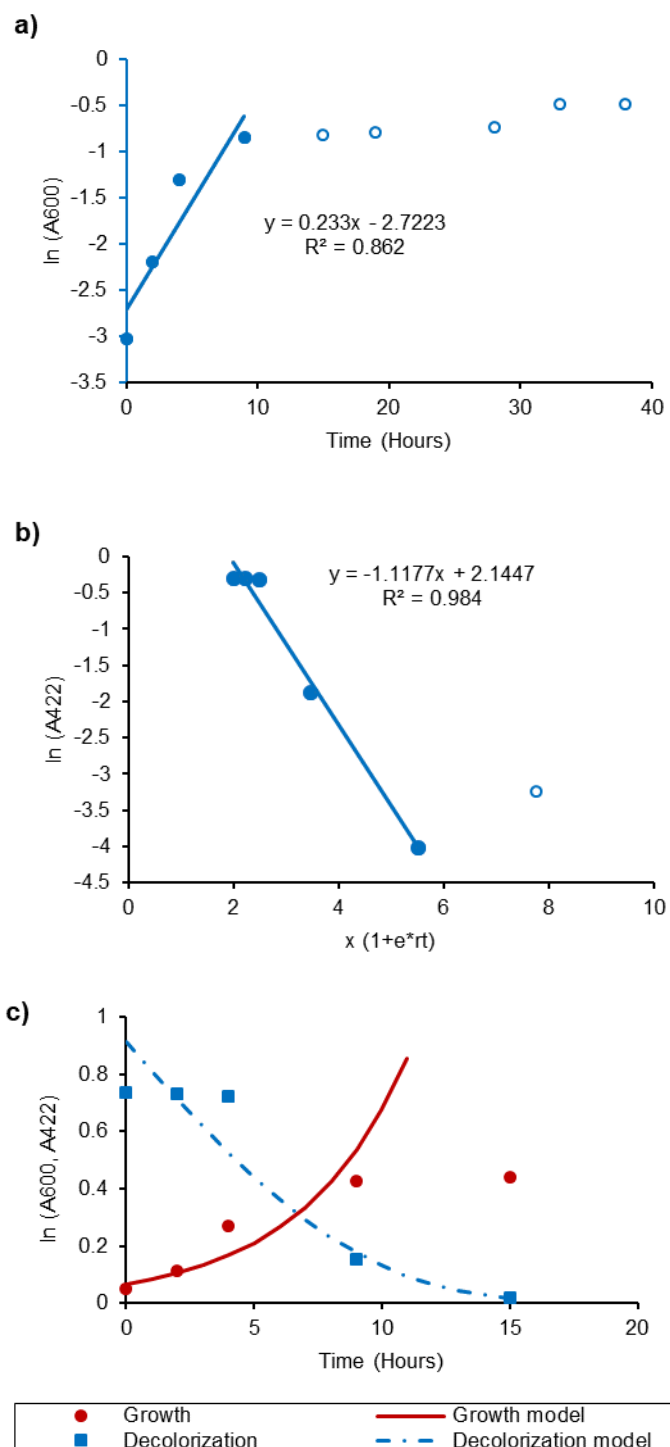 a)
0
-0.5
-1
-1.5
-2
-2.5
-3
-3.5
ln (A600)
y = 0.233x - 2.7223
R² = 0.862
0 10 20 30 40
Time (Hours)
b)
0
-0.5
-1
-1.5
-2
-2.5
-3
-3.5
-4
-4.5
ln (A422)
y = -1.1177x + 2.1447
R² = 0.984
0 2 4 6 8 10
x (1+e*rt)
c)
1
0.8
0.6
0.4
0.2
0
ln (A600, A422)
0 5 10 15 20
Time (Hours)
Growth Growth model
Decolorization Decolorization model